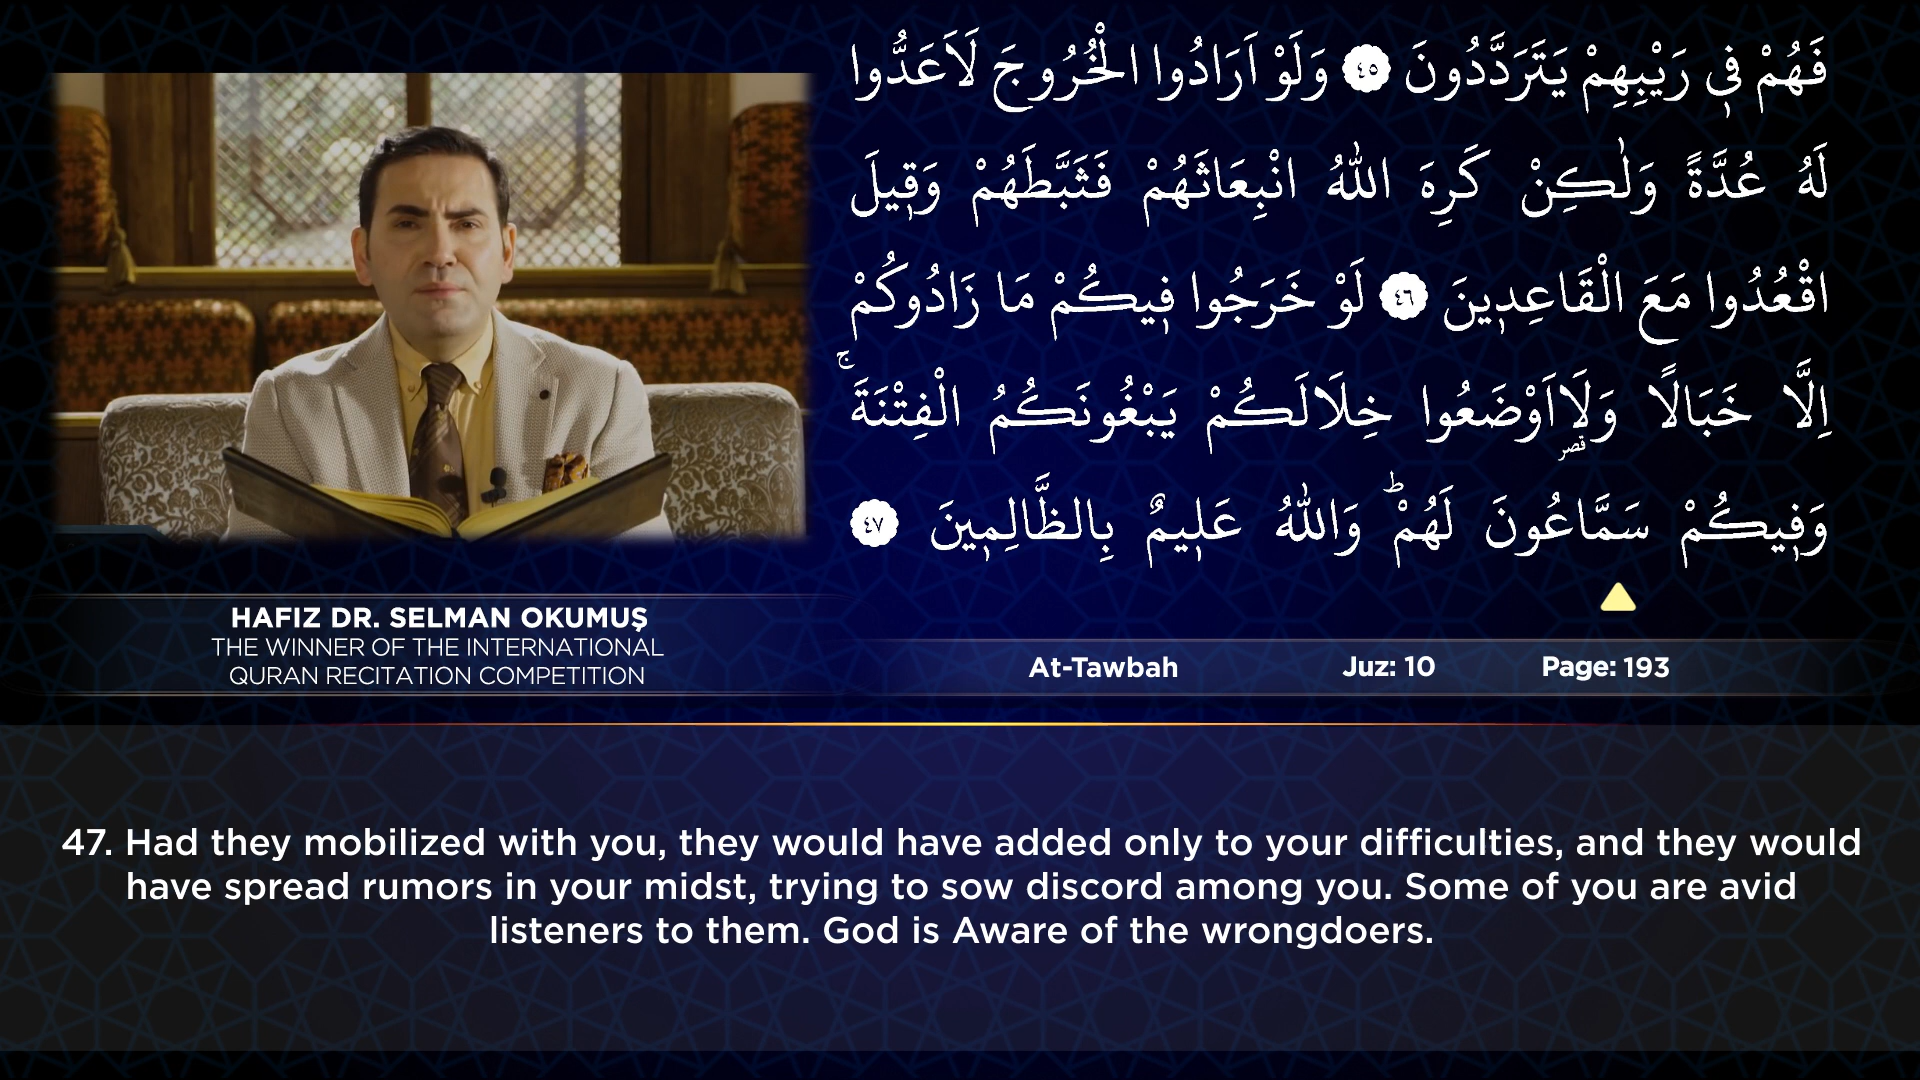 فَهُمْ فٖي رَيْبِهِمْ يَتَرَدَّدُونَ ٤٥ وَلَوْ اَرَادُوا الْخُرُوجَ لَاَعَدُّوا
لَهُ عُدَّةً وَلٰكِنْ كَرِهَ اللّٰهُ انْبِعَاثَهُمْ فَثَبَّطَهُمْ وَقٖيلَ
اقْعُدُوا مَعَ الْقَاعِدٖينَ ٤٦ لَوْ خَرَجُوا فٖيكُمْ مَا زَادُوكُمْ
اِلَّا خَبَالًا وَلَااَوْضَعُوا خِلَالَكُمْ يَبْغُونَكُمُ الْفِتْنَةَۚ
قصر
وَفٖيكُمْ سَمَّاعُونَ لَهُمْؕ وَاللّٰهُ عَلٖيمٌ بِالظَّالِمٖينَ ٤٧
HAFIZ DR. SELMAN OKUMUŞ
THE WINNER OF THE INTERNATIONAL
QURAN RECITATION COMPETITION
At-Tawbah Juz: 10 Page: 193
47. Had they mobilized with you, they would have added only to your difficulties, and they would
have spread rumors in your midst, trying to sow discord among you. Some of you are avid
listeners to them. God is Aware of the wrongdoers.